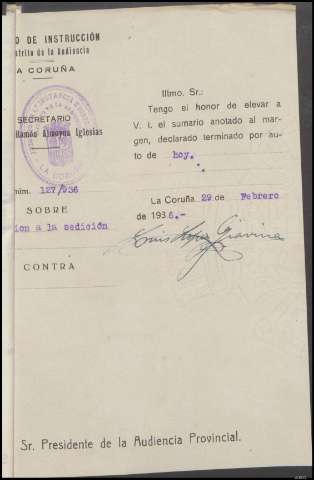 O DE INSTRUCCIÓN
strito de la Audiencia
A CORUÑA
SECRETARIO
Ramón Almoyna Iglesias
núm. 127/936
SOBRE
ion a la sedición
CONTRA
Iltmo. Sr.:
Tengo el honor de elevar a
V. I. el sumario anotado al mar-
gen, declarado terminado por au-
to de hoy.
La Coruña 29 de Febrero
de 1936.-
Luis
Sr. Presidente de la Audiencia Provincial.